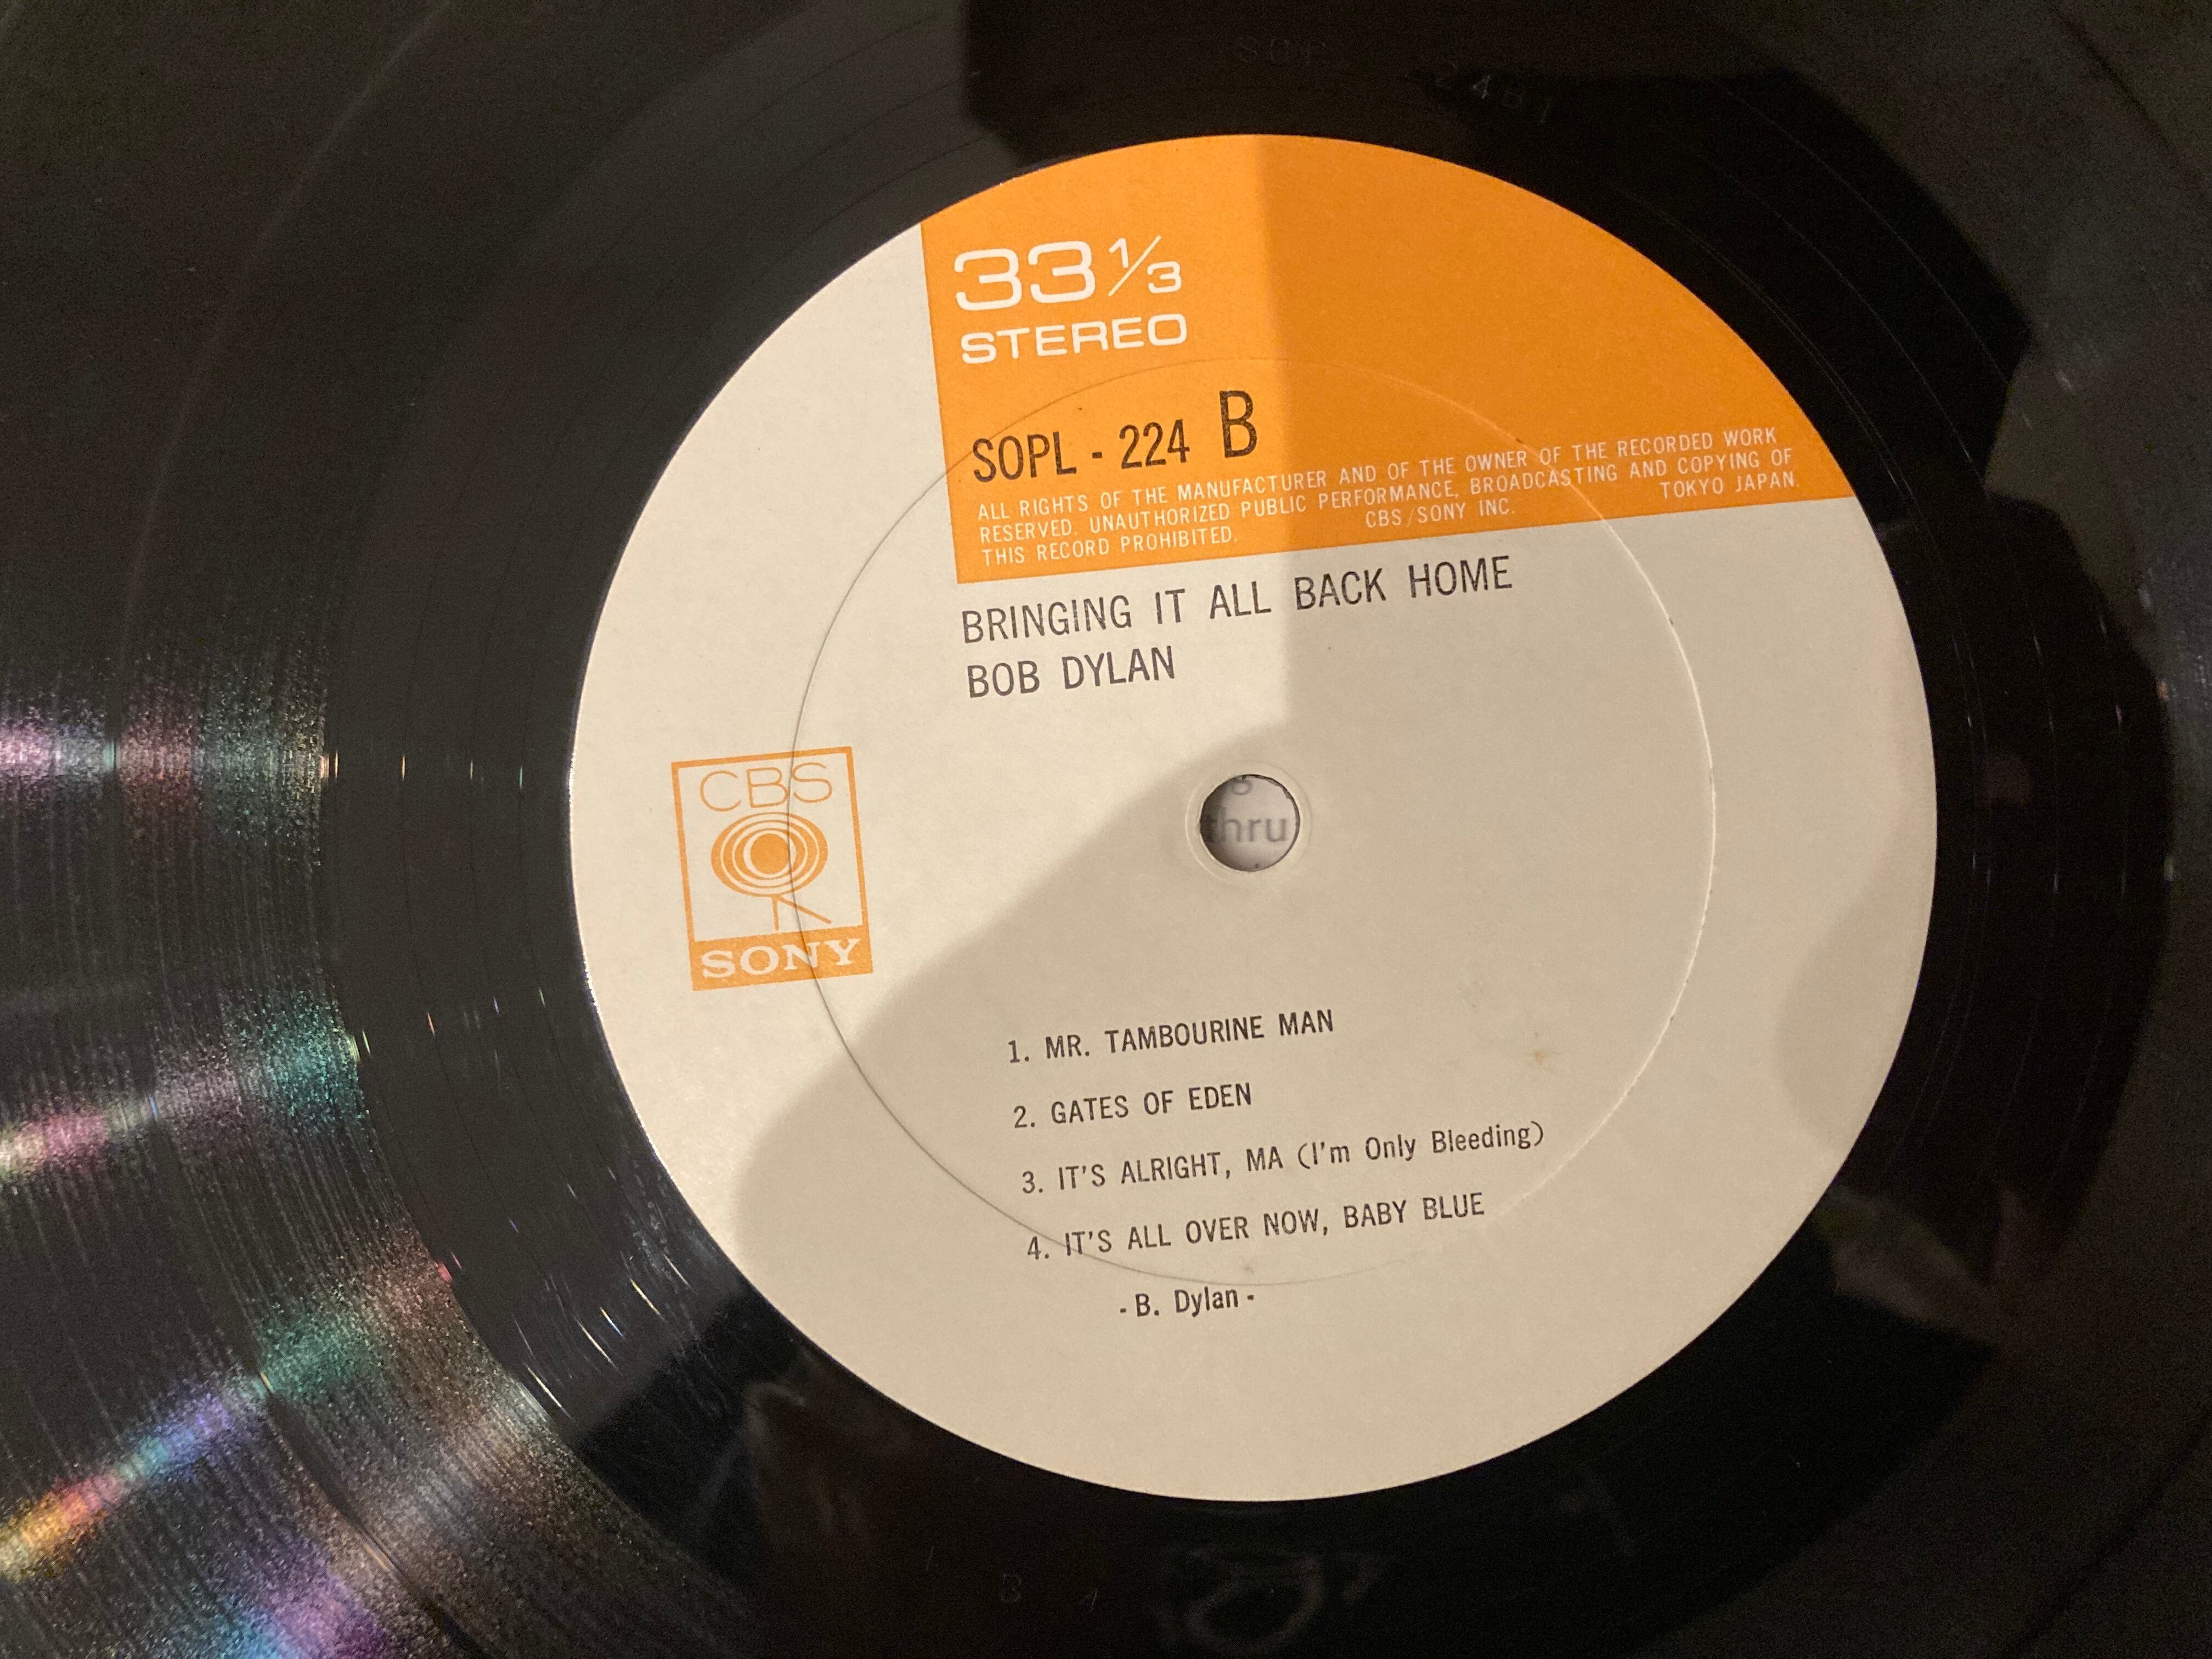 33 1/3
STEREO
SOPL - 224 B
ALL RIGHTS OF THE MANUFACTURER AND OF THE OWNER OF THE RECORDED WORK
RESERVED. UNAUTHORIZED PUBLIC PERFORMANCE, BROADCASTING AND COPYING OF
THIS RECORD PROHIBITED. CBS/SONY INC. TOKYO JAPAN.
BRINGING IT ALL BACK HOME
BOB DYLAN
CBS
SONY
thru
1. MR. TAMBOURINE MAN
2. GATES OF EDEN
3. IT'S ALRIGHT, MA (I'm Only Bleeding)
4. IT'S ALL OVER NOW, BABY BLUE
- B. Dylan -